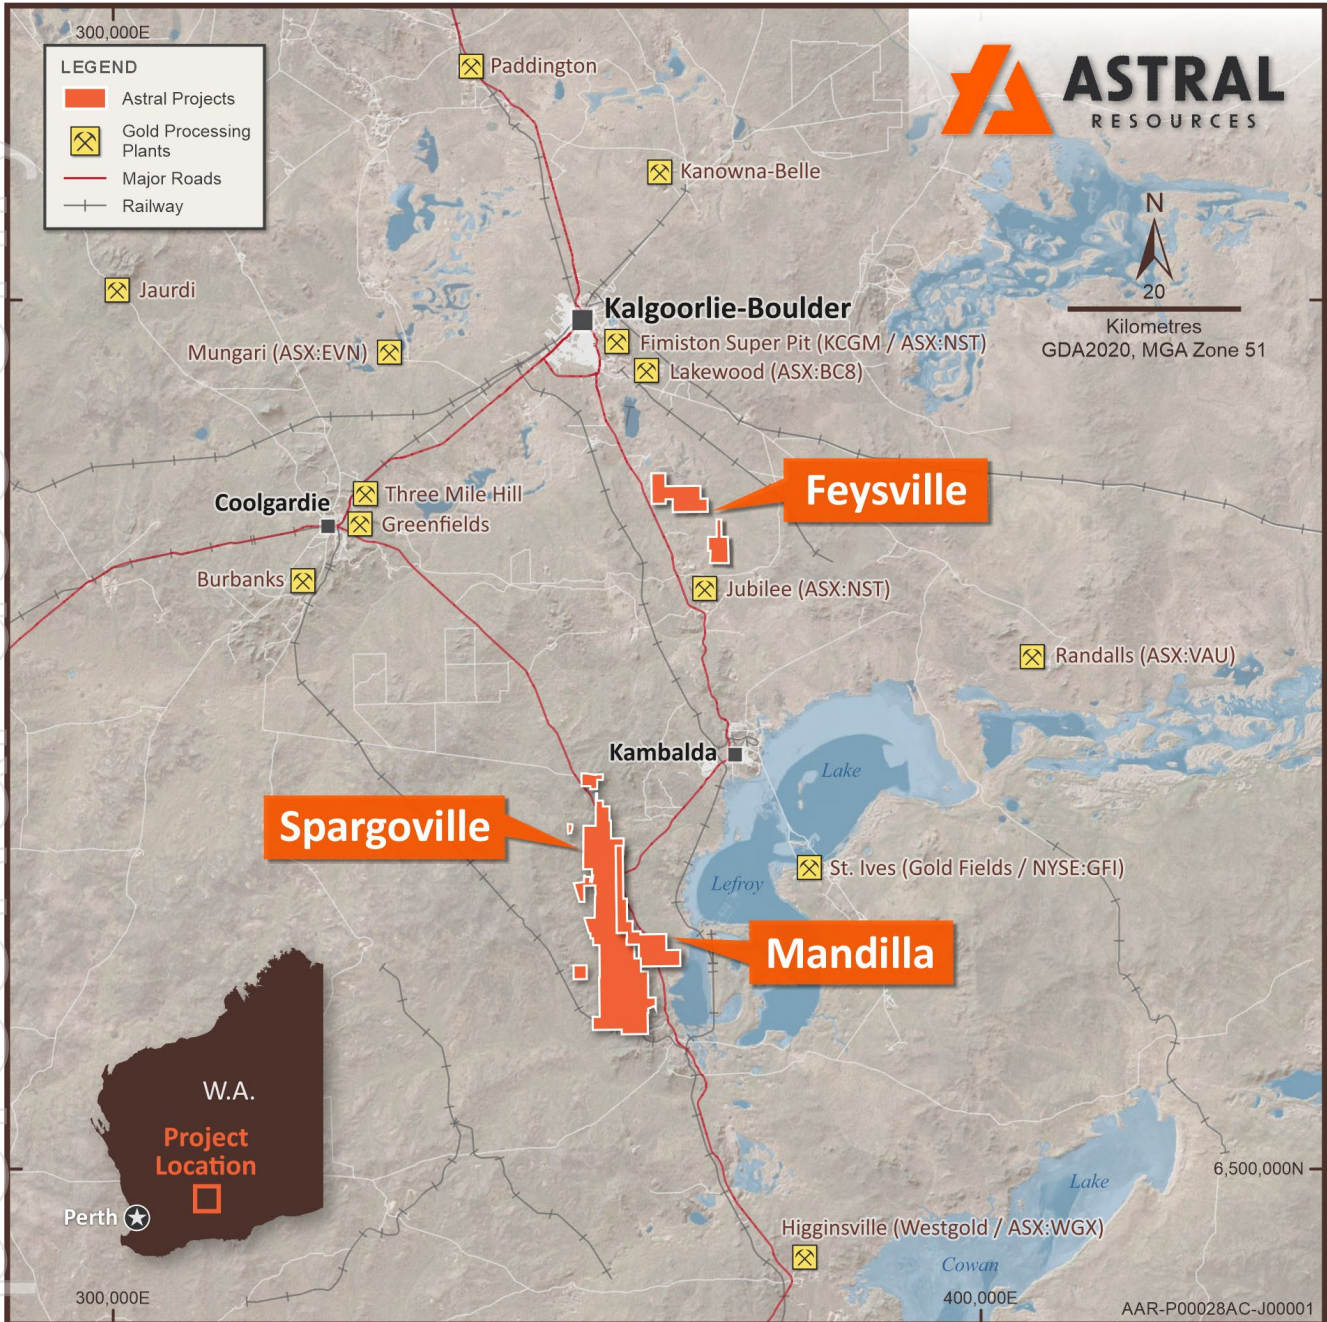 300,000E
LEGEND
Astral Projects
Gold Processing
Plants
Major Roads
Railway
Paddington
ASTRAL
RESOURCES
Kanowna-Belle
N
20
Kilometres
GDA2020, MGA Zone 51
Jaurdi
Kalgoorlie-Boulder
Mungari (ASX:EVN)
Fimiston Super Pit (KCGM / ASX:NST)
Lakewood (ASX:BC8)
Feysville
Coolgardie
Three Mile Hill
Greenfields
Burbanks
Jubilee (ASX:NST)
Randalls (ASX:VAU)
Kambalda
Lake
Spargoville
St. Ives (Gold Fields / NYSE:GFI)
Lefroy
Mandilla
W.A.
Project
Location
Perth
6,500,000N
Lake
Higginsville (Westgold / ASX:WGX)
Cowan
300,000E
400,000E
AAR-P00028AC-J00001